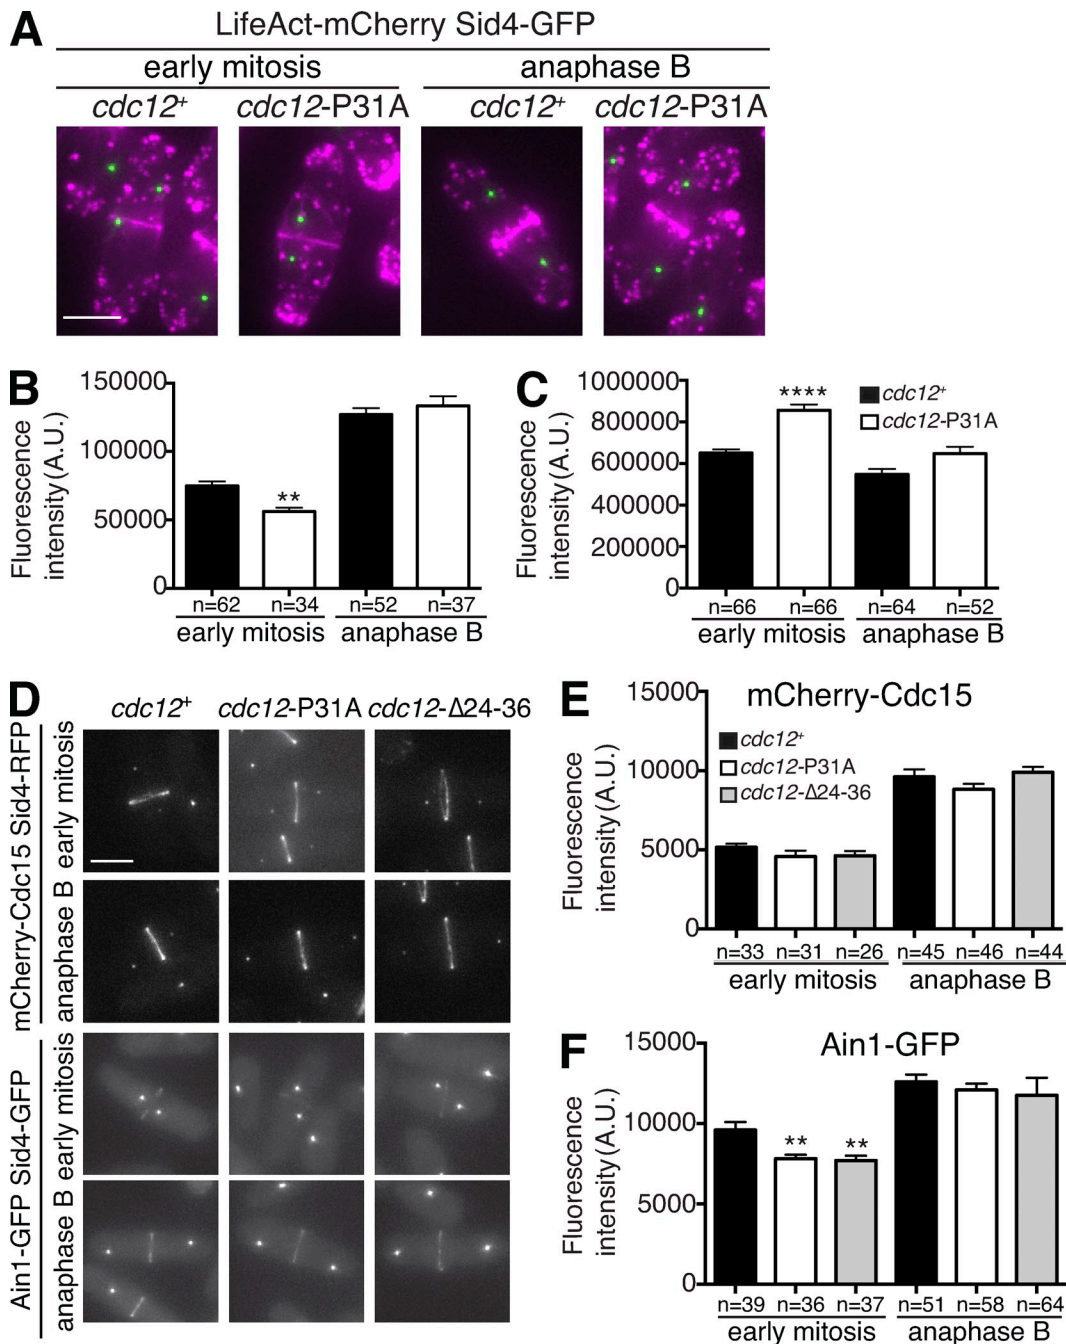 A
LifeAct-mCherry Sid4-GFP
early mitosis
anaphase B
cdc12+
cdc12-P31A
cdc12+
cdc12-P31A
B
Fluorescence
intensity (A.U.)
150000
100000
50000
0
**
n=62
n=34
n=52
n=37
early mitosis
anaphase B
C
Fluorescence
intensity (A.U.)
1000000
800000
600000
400000
200000
0
****
cdc12+
cdc12-P31A
n=66
n=66
n=64
n=52
early mitosis
anaphase B
D
cdc12+
cdc12-P31A
cdc12-Δ24-36
mCherry-Cdc15 Sid4-RFP
early mitosis
anaphase B
Ain1-GFP Sid4-GFP
early mitosis
anaphase B
E
mCherry-Cdc15
Fluorescence
intensity (A.U.)
15000
10000
5000
0
cdc12+
cdc12-P31A
cdc12-Δ24-36
n=33
n=31
n=26
n=45
n=46
n=44
early mitosis
anaphase B
F
Ain1-GFP
Fluorescence
intensity (A.U.)
15000
10000
5000
0
**
**
n=39
n=36
n=37
n=51
n=58
n=64
early mitosis
anaphase B